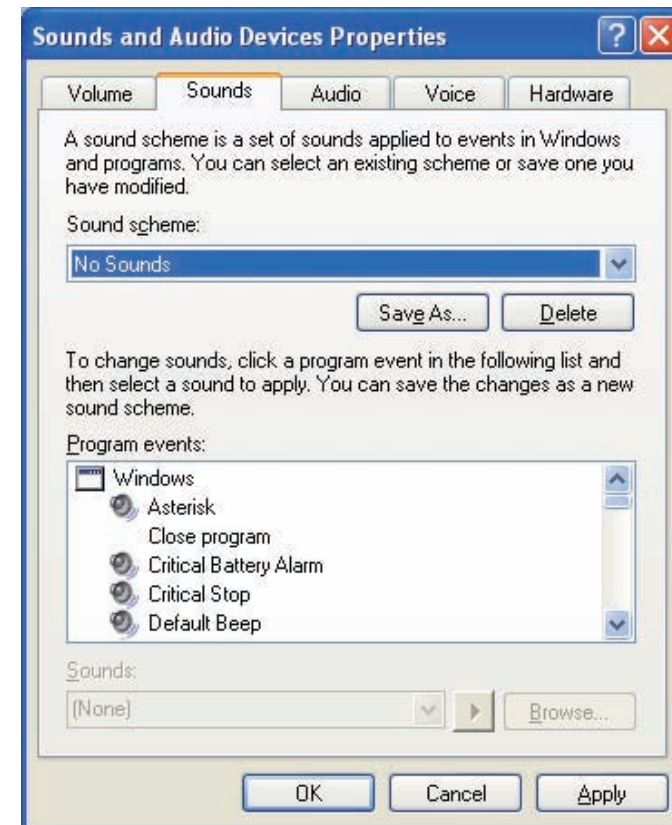 Sounds and Audio Devices Properties
Volume
Sounds
Audio
Voice
Hardware
A sound scheme is a set of sounds applied to events in Windows
and programs. You can select an existing scheme or save one you
have modified.
Sound scheme:
No Sounds
Save As...
Delete
To change sounds, click a program event in the following list and
then select a sound to apply. You can save the changes as a new
sound scheme.
Program events:
Windows
Asterisk
Close program
Critical Battery Alarm
Critical Stop
Default Beep
Sounds:
(None)
Browse...
OK
Cancel
Apply